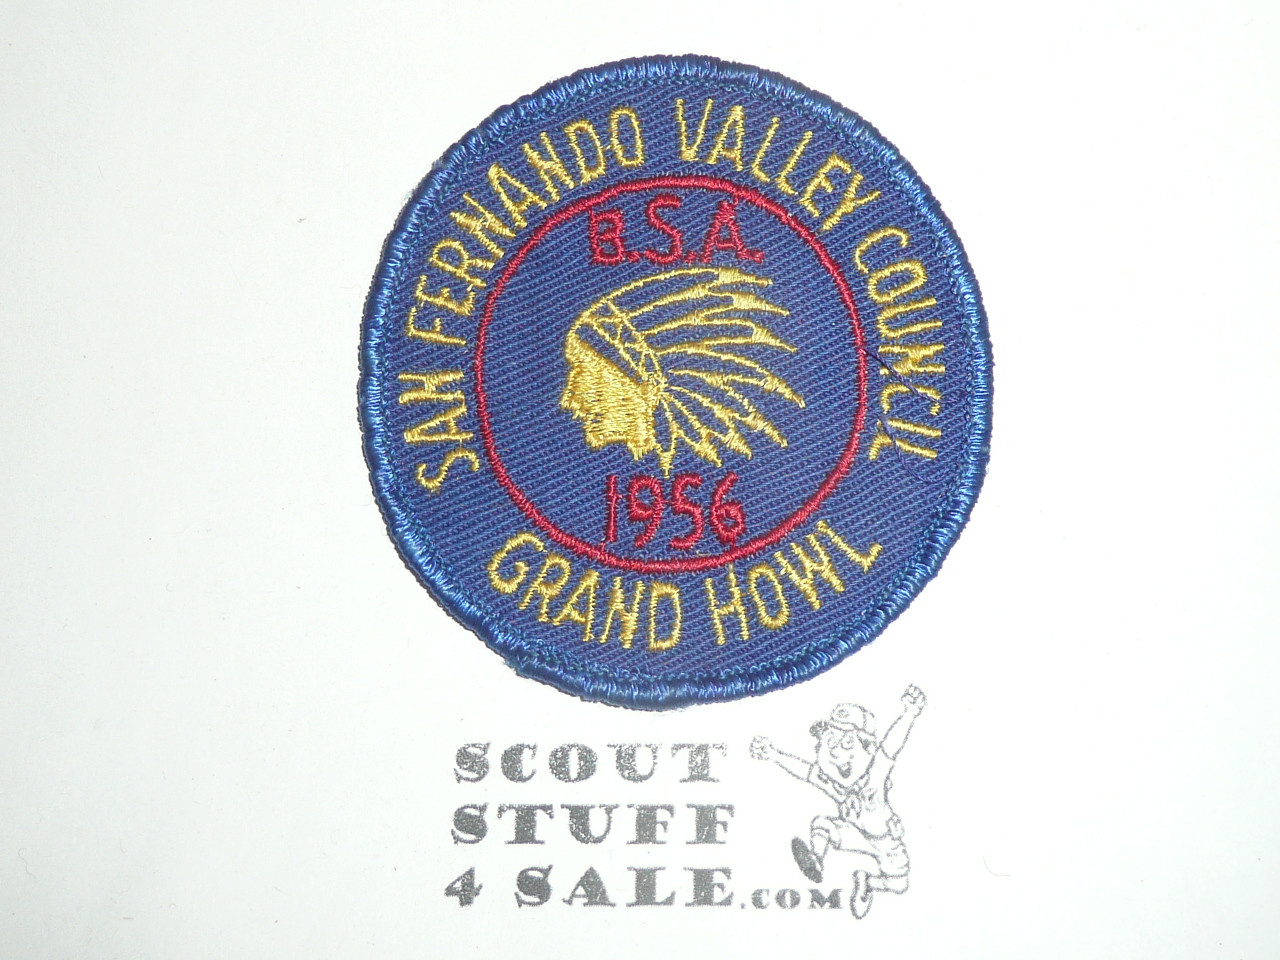 SAN FERNANDO VALLEY COUNCIL
B.S.A.
1956
GRAND HOWL
SCOUT
STUFF
4 SALE.COM